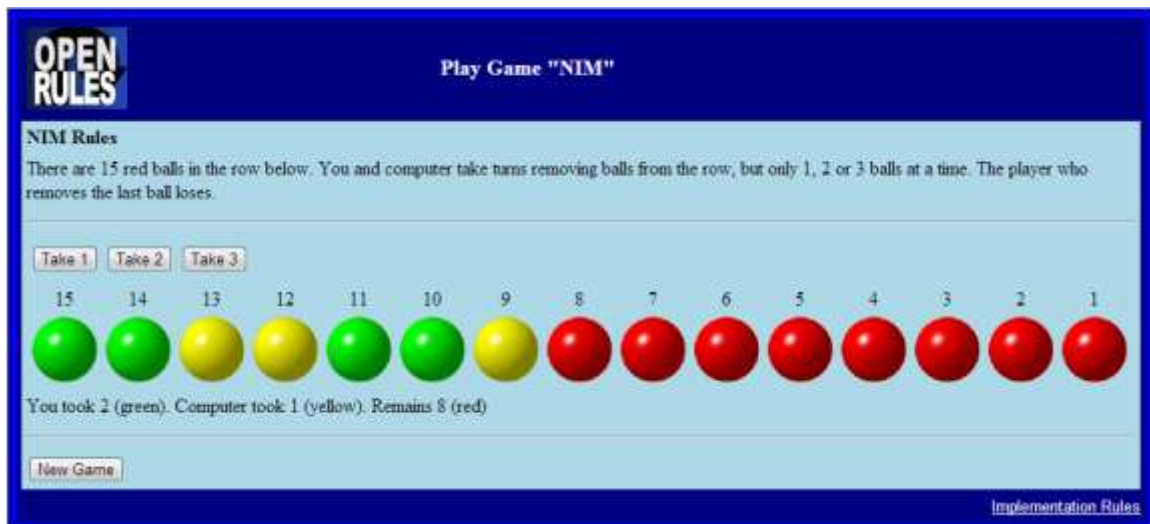 OPEN
RULES
Play Game "NIM"
NIM Rules
There are 15 red balls in the row below. You and computer take turns removing balls from the row, but only 1, 2 or 3 balls at a time. The player who
removes the last ball loses.
Take 1 Take 2 Take 3
15 14 13 12 11 10 9 8 7 6 5 4 3 2 1
You took 2 (green). Computer took 1 (yellow). Remains 8 (red)
New Game
Implementation Rules